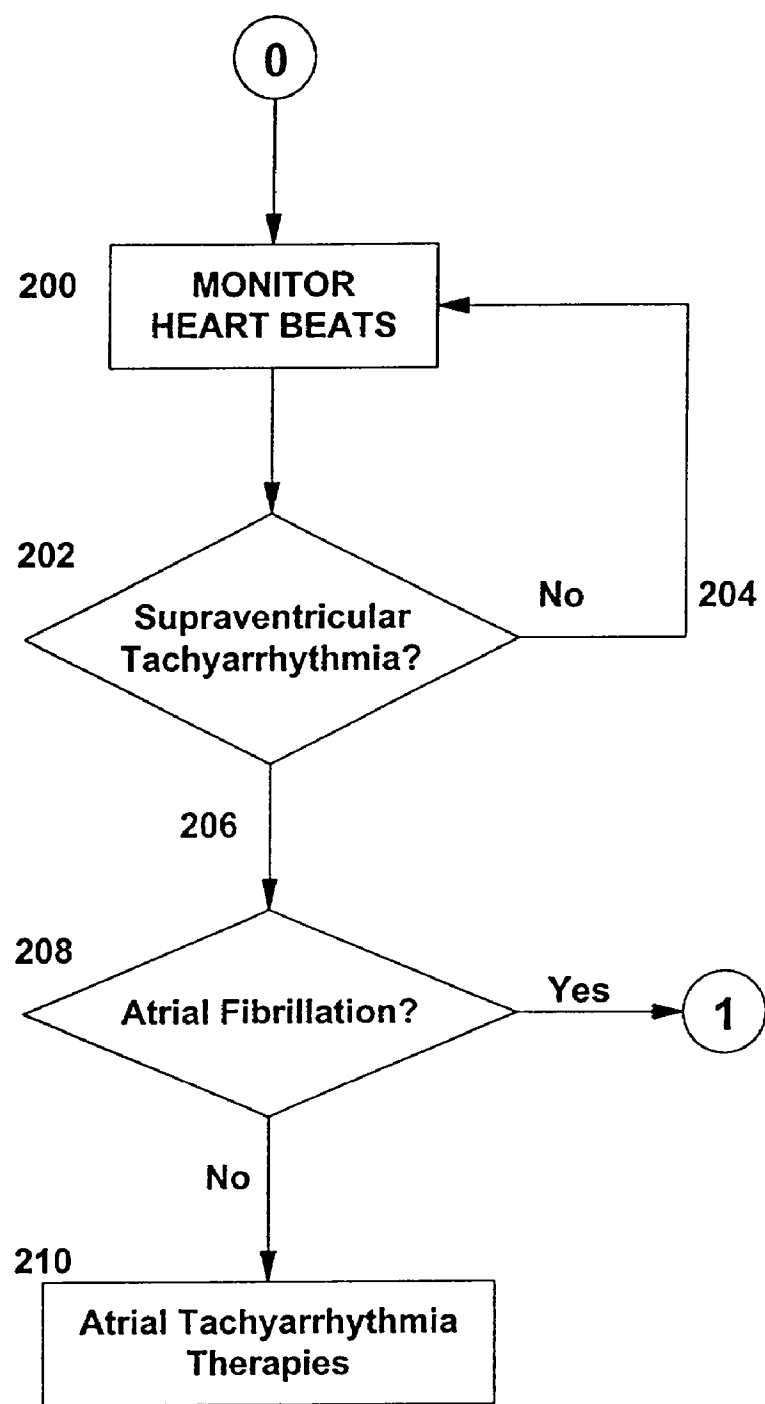 0
200
MONITOR
HEART BEATS
202
Supraventricular
Tachyarrhythmia?
No
204
206
208
Atrial Fibrillation?
Yes
1
No
210
Atrial Tachyarrhythmia
Therapies